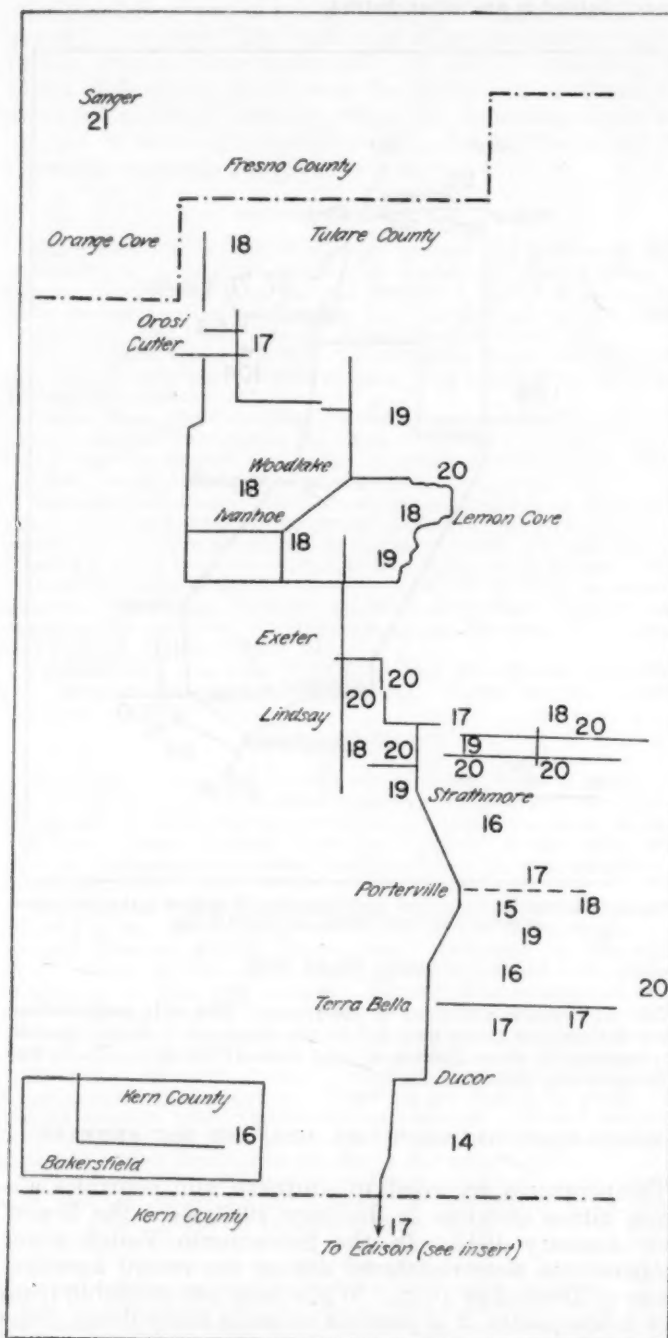 Sanger
21
Fresno County
Orange Cove
18
Tulare County
Orosi
Cutler
17
19
Woodlake
20
18
Ivanhoe
18
Lemon Cove
18
19
Exeter
20
20
Lindsay
17
18
20
18
20
19
20
20
19
Strathmore
16
17
Porterville
15
18
19
16
20
Terra Bella
17
17
Ducor
Kern County
16
14
Bakersfield
Kern County
17
To Edison (see insert)